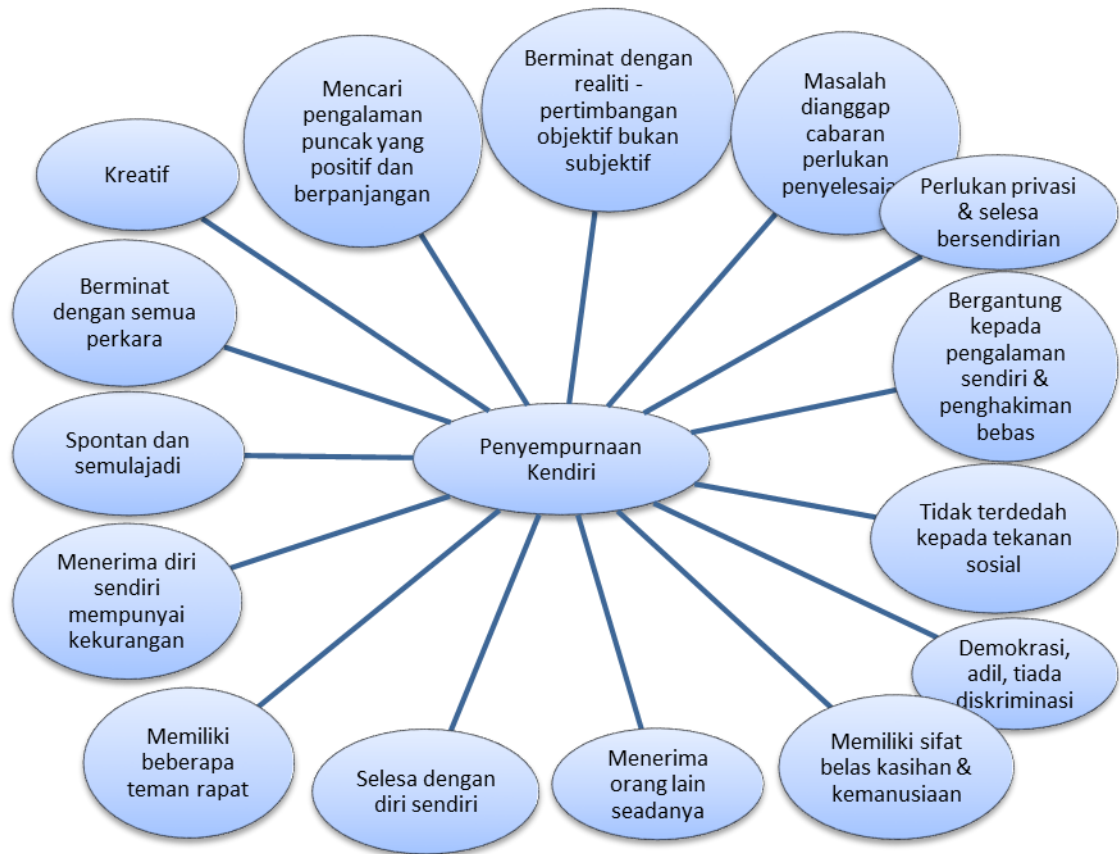 Berminat dengan
realiti -
pertimbangan
objektif bukan
subjektif
Masalah
dianggap
cabaran
perlukan
Perlukan privasi
& selesa
bersendirian
Bergantung
kepada
pengalaman
sendiri &
penghakiman
bebas
Tidak terdedah
kepada tekanan
sosial
Demokrasi,
adil, tiada
diskriminasi
Memiliki sifat
belas kasihan &
kemanusiaan
Menerima
orang lain
seadanya
Selesa dengan
diri sendiri
Memiliki
beberapa
teman rapat
Menerima diri
sendiri
mempunyai
kekurangan
Spontan dan
semulajadi
Berminat
dengan semua
perkara
Kreatif
Mencari
pengalaman
puncak yang
positif dan
berpanjangan
Penyempurnaan
Kendiri